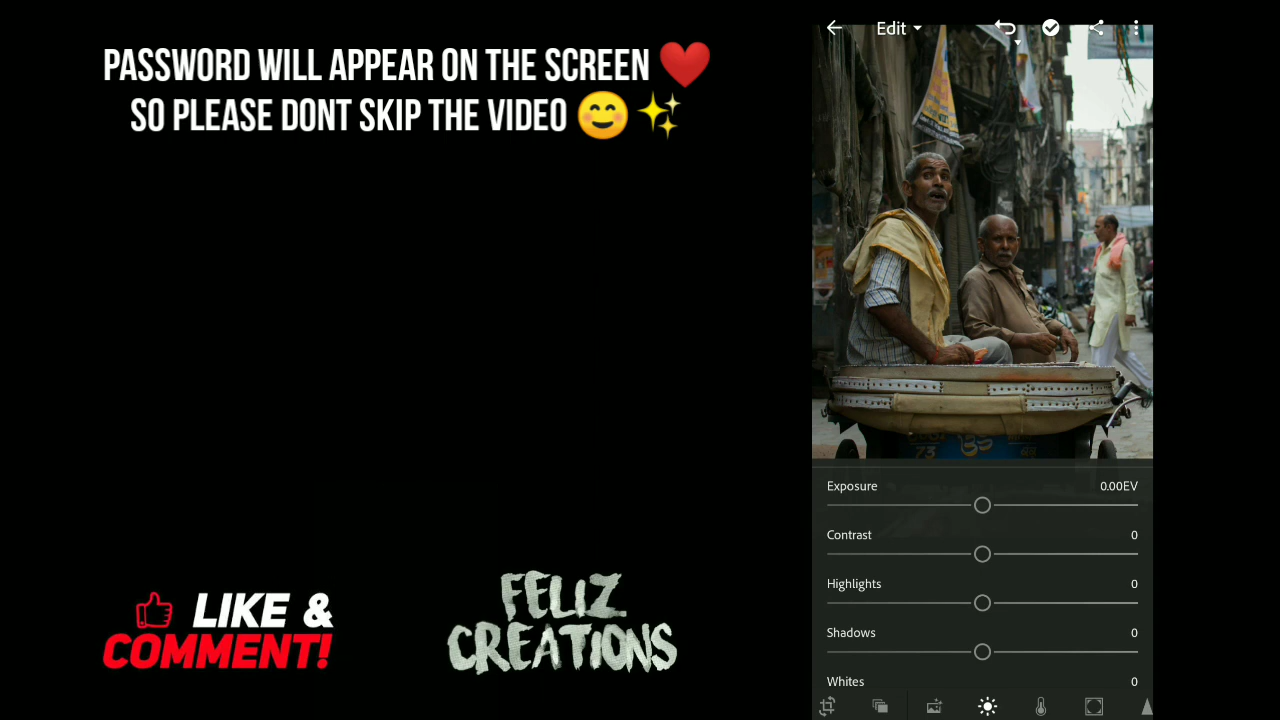 PASSWORD WILL APPEAR ON THE SCREEN ❤️
SO PLEASE DONT SKIP THE VIDEO 😊✨
LIKE &
COMMENT!
FELIZ
CREATIONS
Edit
73
Exposure 0.00EV
Contrast 0
Highlights 0
Shadows 0
Whites 0